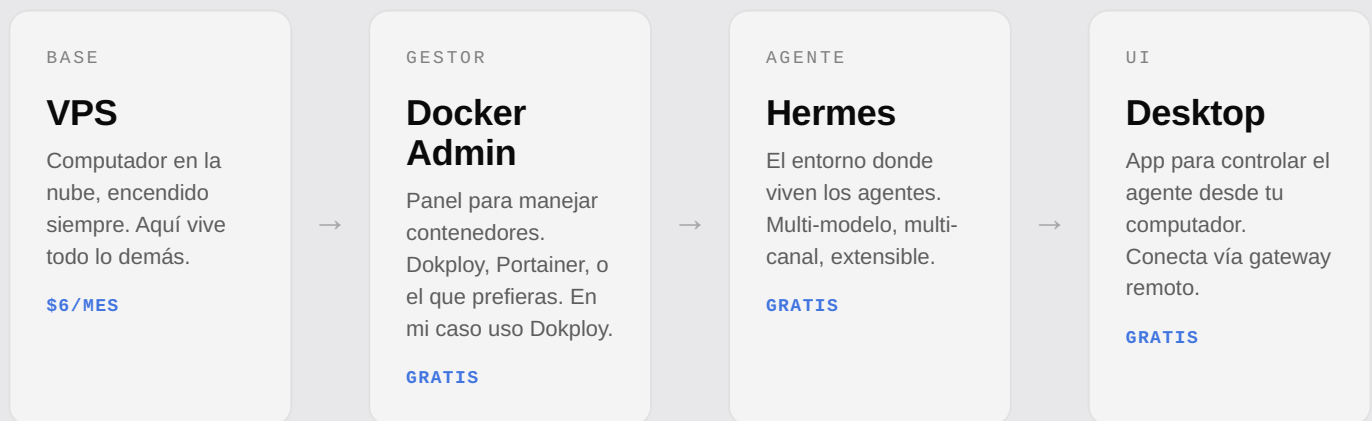 BASE
VPS
Computador en la
nube, encendido
siempre. Aquí vive
todo lo demás.
$6/MES
→
GESTOR
Docker
Admin
Panel para manejar
contenedores.
Dokploy, Portainer, o
el que prefieras. En
mi caso uso Dokploy.
GRATIS
→
AGENTE
Hermes
El entorno donde
viven los agentes.
Multi-modelo, multi-
canal, extensible.
GRATIS
→
UI
Desktop
App para controlar el
agente desde tu
computador.
Conecta vía gateway
remoto.
GRATIS